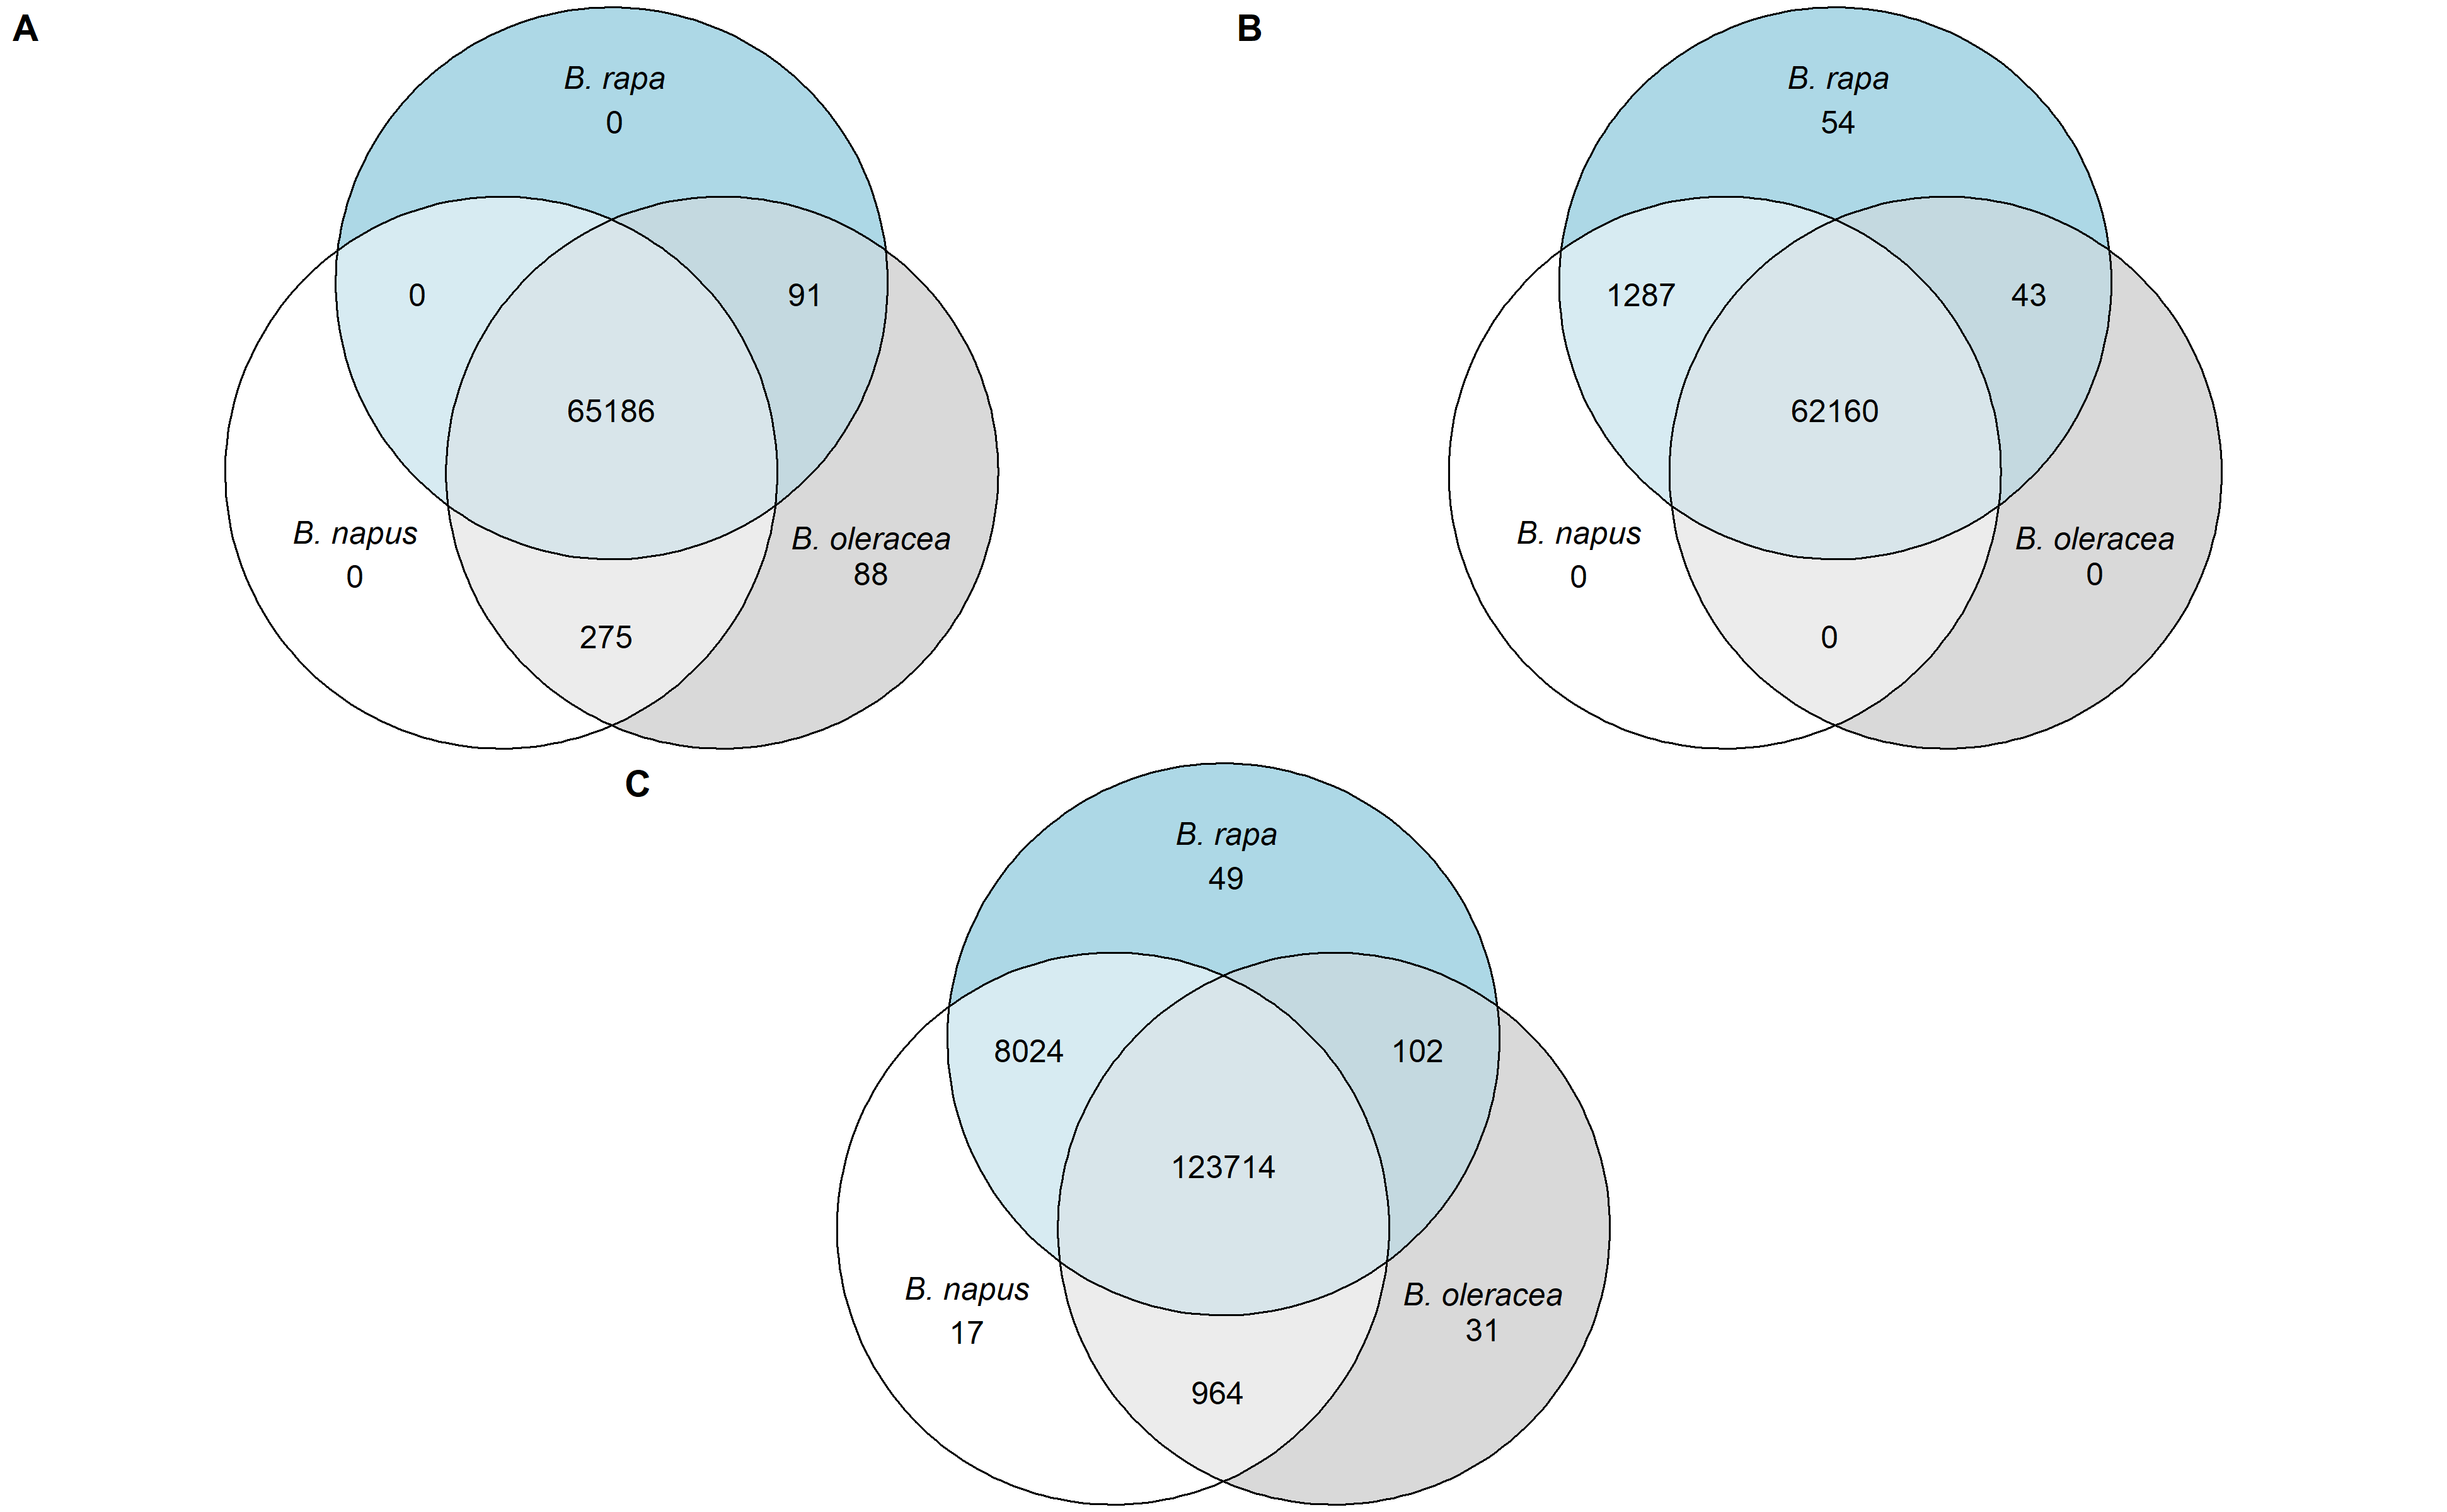 A
B. rapa
0
0
91
65186
B. napus
0
B. oleracea
88
275
B
B. rapa
54
1287
43
62160
B. napus
0
B. oleracea
0
0
C
B. rapa
49
8024
102
123714
B. napus
17
B. oleracea
31
964